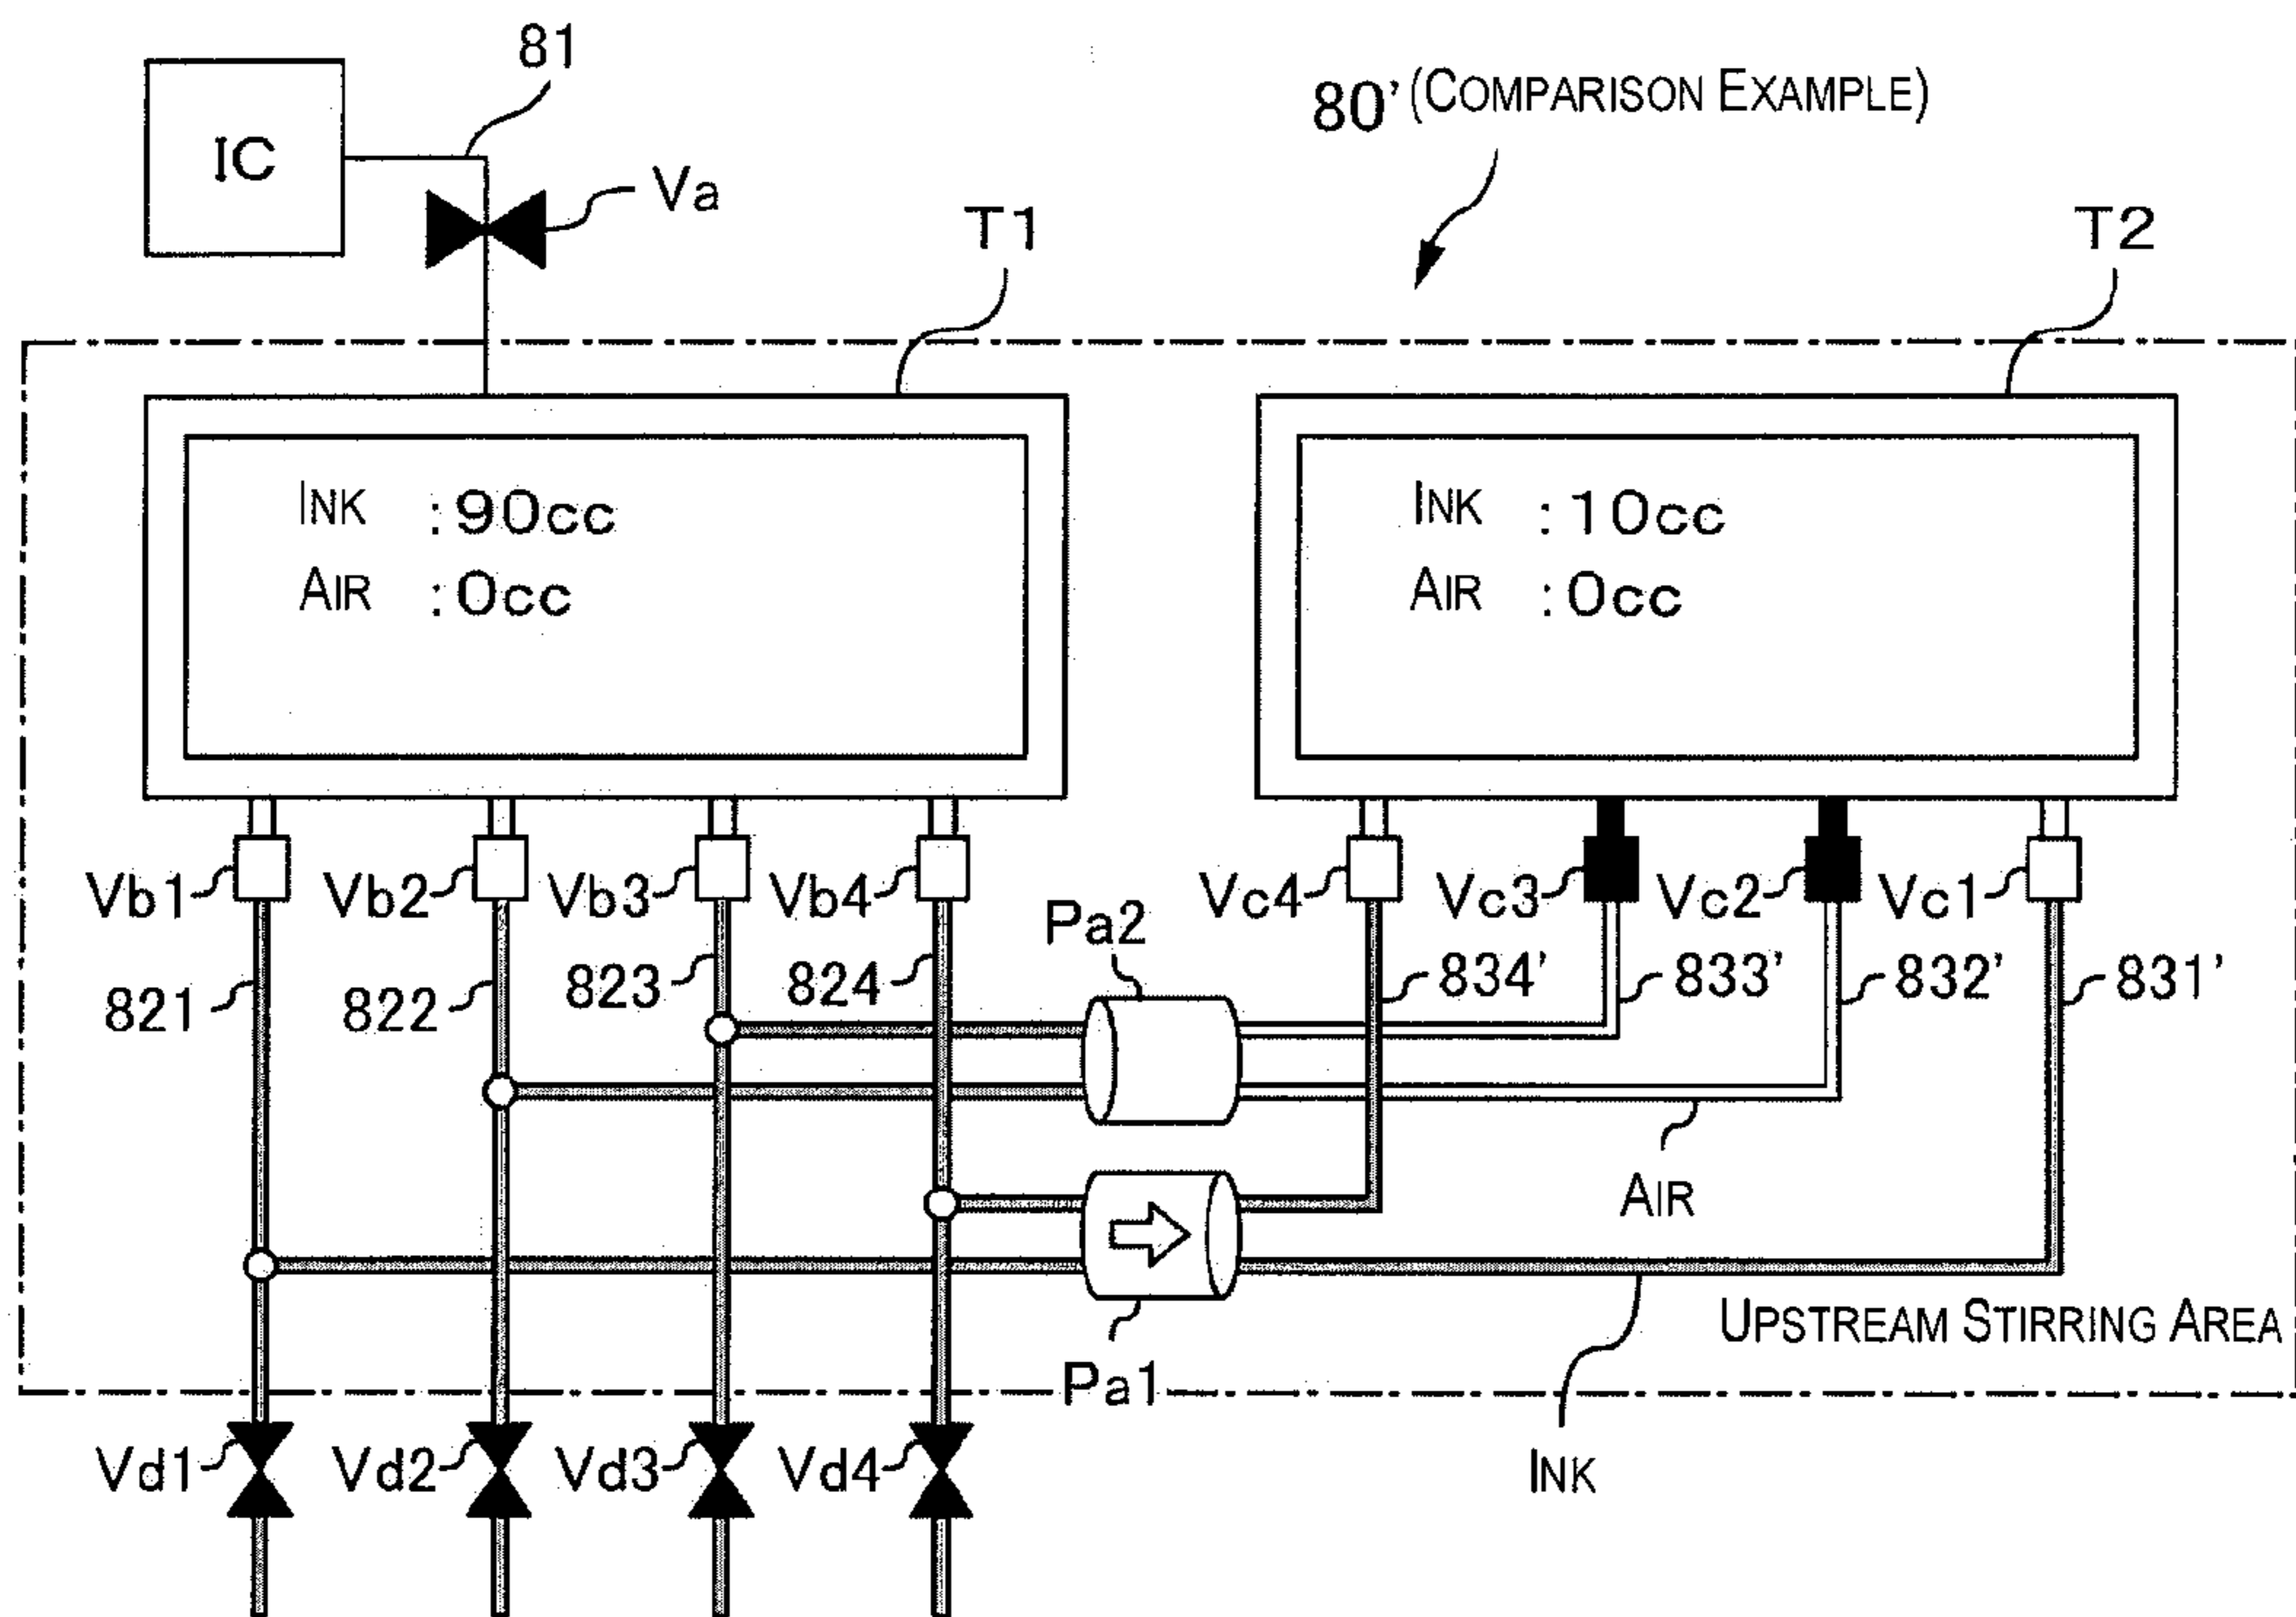 81
80' (COMPARISON EXAMPLE)
IC
Va
T1
T2
INK :90cc
AIR :0cc
INK :10cc
AIR :0cc
Vb1
Vb2
Vb3
Vb4
Vc4
Vc3
Vc2
Vc1
Pa2
821
822
823
824
834'
833'
832'
831'
AIR
UPSTREAM STIRRING AREA
Pa1
Vd1
Vd2
Vd3
Vd4
INK